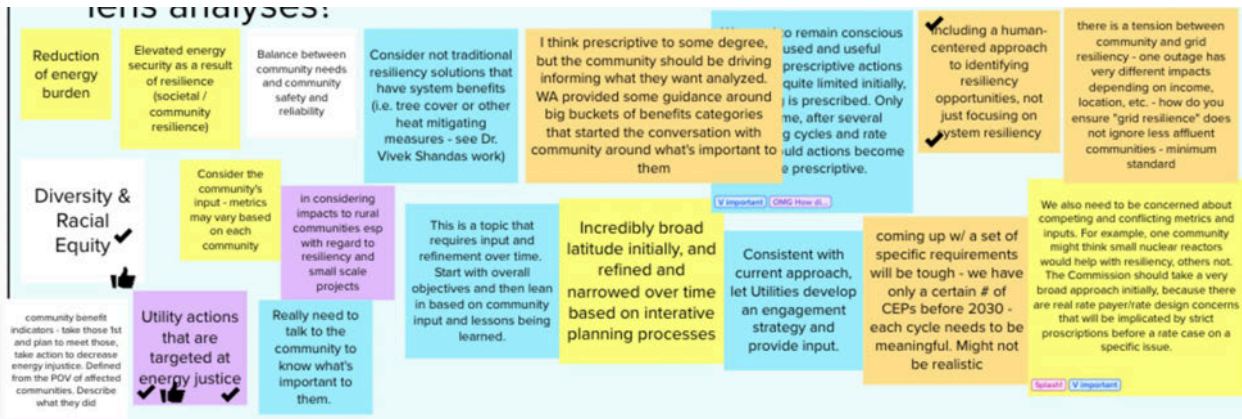 lens analyses?
Reduction
of energy
burden
Elevated energy
security as a result
of resilience
(societal /
community
resilience)
Balance between
community needs
and community
safety and
reliability
Consider not traditional
resiliency solutions that
have system benefits
(i.e. tree cover or other
heat mitigating
measures - see Dr.
Vivek Shandas work)
I think prescriptive to some degree,
but the community should be driving
informing what they want analyzed.
WA provided some guidance around
big buckets of benefits categories
that started the conversation with
community around what's important to
them
to remain conscious
used and useful
prescriptive actions
quite limited initially,
is prescribed. Only
after several
cycles and rate
actions become
prescriptive.
V important
OMG How di...
including a human-
centered approach
to identifying
resiliency
opportunities, not
just focusing on
system resiliency
there is a tension between
community and grid
resilience - one outage has
very different impacts
depending on income,
location, etc. - how do you
ensure "grid resilience" does
not ignore less affluent
communities - minimum
standard
Diversity &
Racial
Equity
Consider the
community's
input - metrics
may vary based
on each
community
in considering
impacts to rural
communities esp
with regard to
resiliency and
small scale
projects
This is a topic that
requires input and
refinement over time.
Start with overall
objectives and then lean
in based on community
input and lessons being
learned.
Incredibly broad
latitude initially, and
refined and
narrowed over time
based on interative
planning processes
Consistent with
current approach,
let Utilities develop
an engagement
strategy and
provide input.
coming up w/ a set of
specific requirements
will be tough - we have
only a certain # of
CEPs before 2030 -
each cycle needs to be
meaningful. Might not
be realistic
We also need to be concerned about
competing and conflicting metrics and
inputs. For example, one community
might think small nuclear reactors
would help with resiliency, others not.
The Commission should take a very
broad approach initially, because there
are real rate payer/rate design concerns
that will be implicated by strict
proscriptions before a rate case on a
specific issue.
Splash!
V important
community benefit
indicators - take those 1st
and plan to meet those,
take action to decrease
energy injustice. Defined
from the POV of affected
communities. Describe
what they did
Utility actions
that are
targeted at
energy justice
Really need to
talk to the
community to
know what's
important to
them.